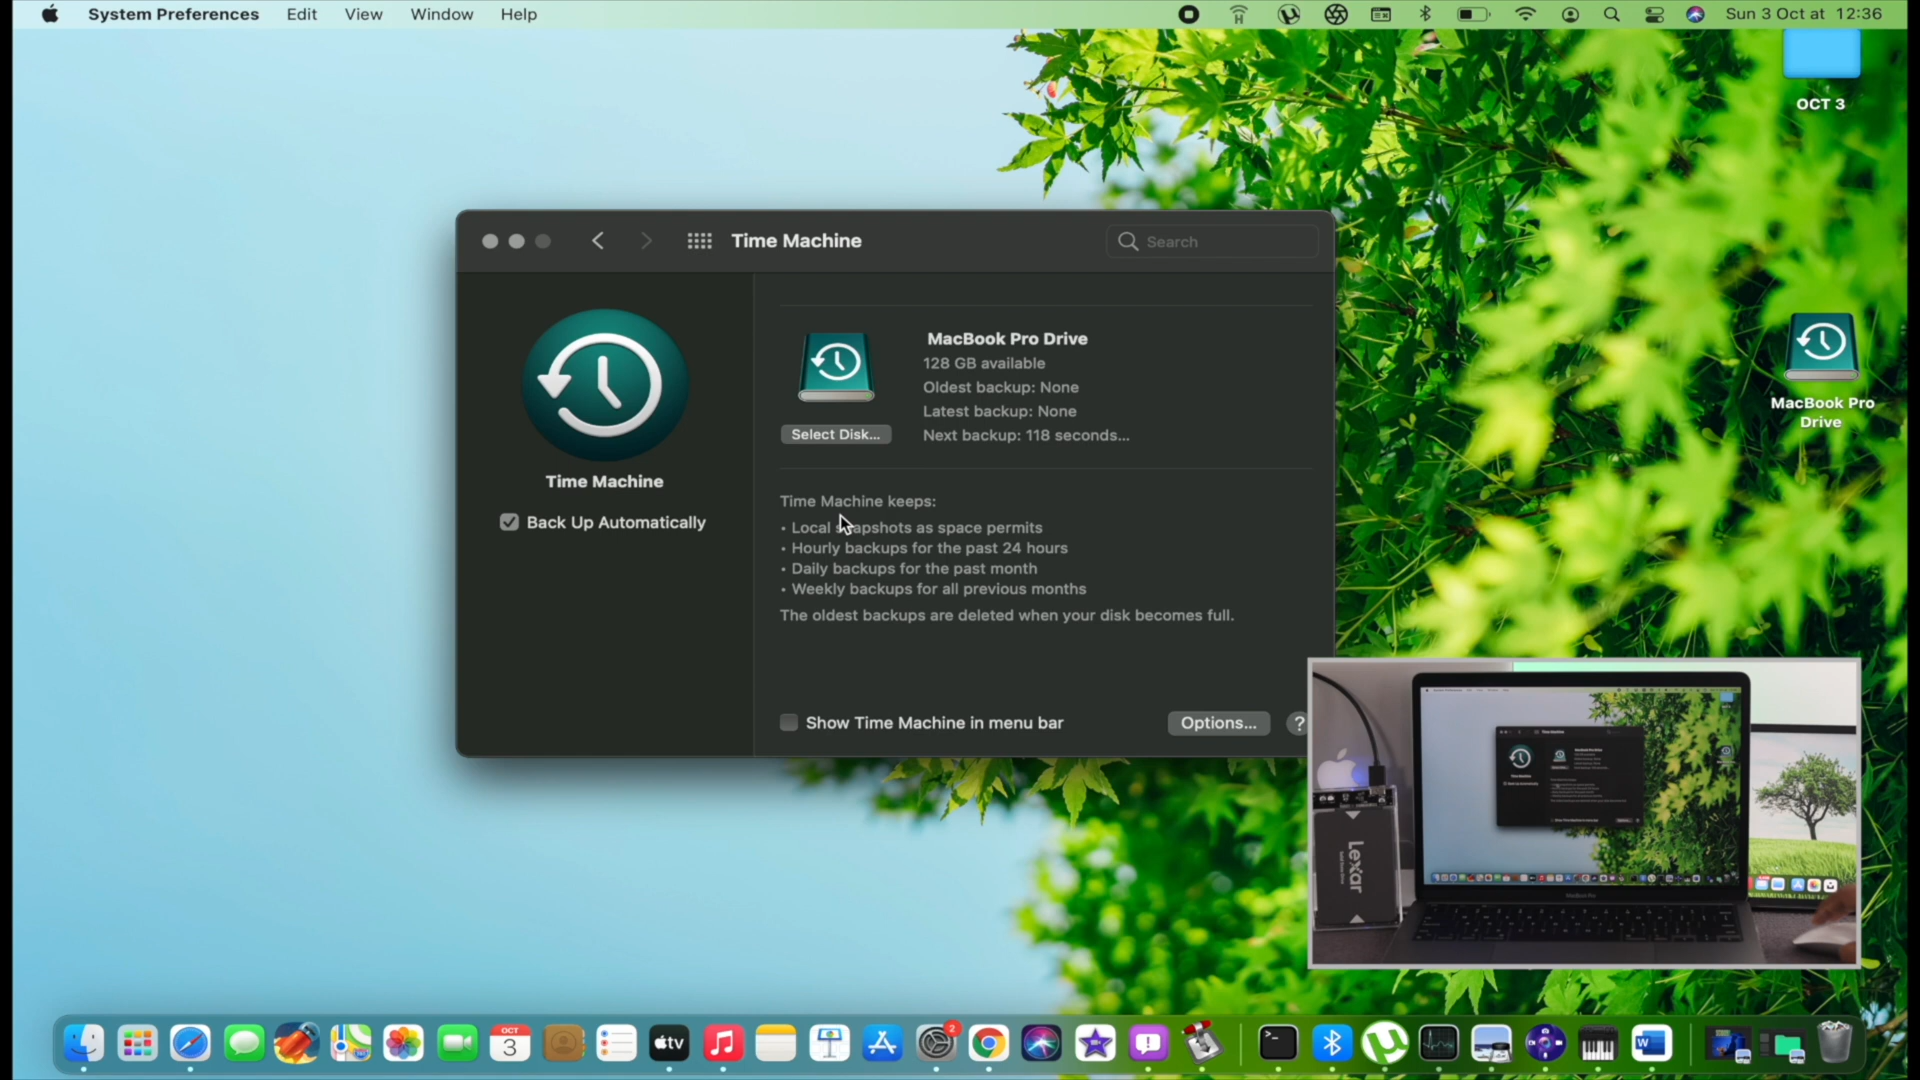 System Preferences Edit View Window Help Sun 3 Oct at 12:36
OCT 3
Time Machine Search
MacBook Pro Drive
128 GB available
Oldest backup: None
Latest backup: None
Select Disk...
Next backup: 118 seconds...
Time Machine
Back Up Automatically
Time Machine keeps:
• Local snapshots as space permits
• Hourly backups for the past 24 hours
• Daily backups for the past month
• Weekly backups for all previous months
The oldest backups are deleted when your disk becomes full.
Show Time Machine in menu bar Options... ?
MacBook Pro
Drive
Lexar
OCT
3
tv
2
W